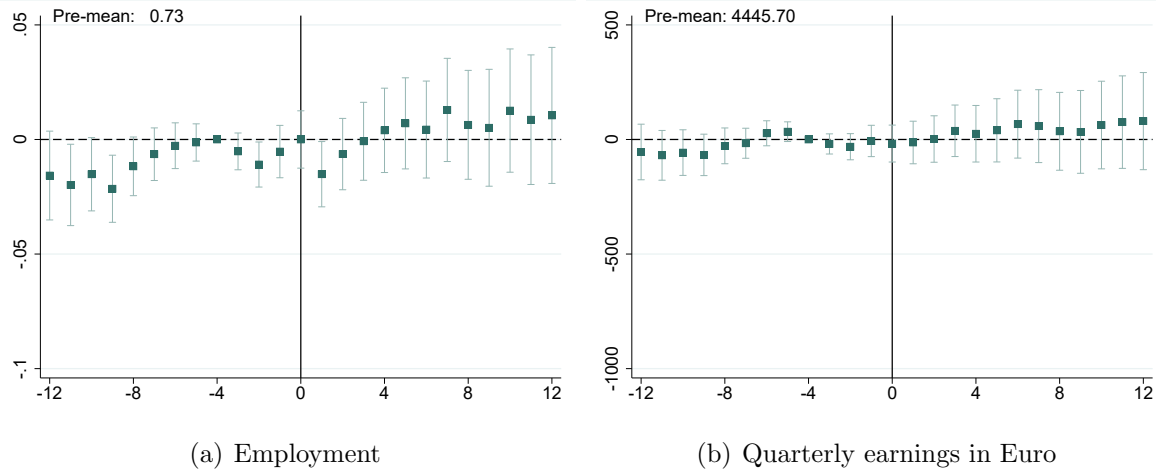 Pre-mean: 0.73
.05
0
-.05
-.1
-12 -8 -4 0 4 8 12
(a) Employment
Pre-mean: 4445.70
500
0
-500
-1000
-12 -8 -4 0 4 8 12
(b) Quarterly earnings in Euro